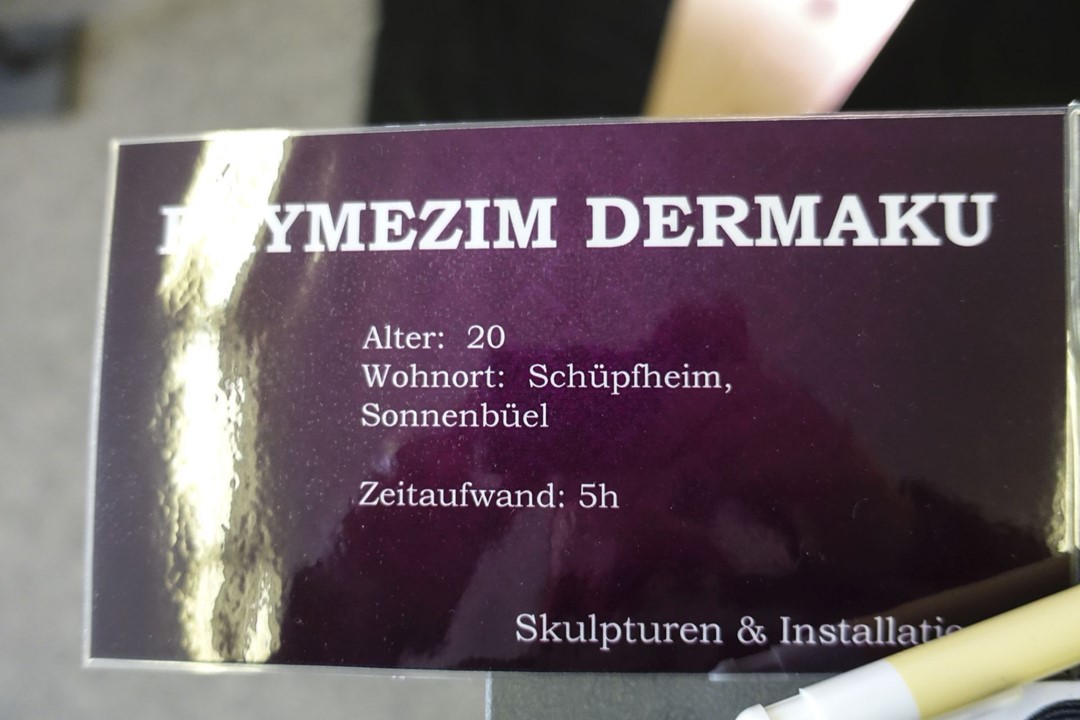 DERMAKU
Alter: 20
Wohnort: Schüpfheim,
Sonnenbüel
Zeitaufwand: 5h
Skulpturen &